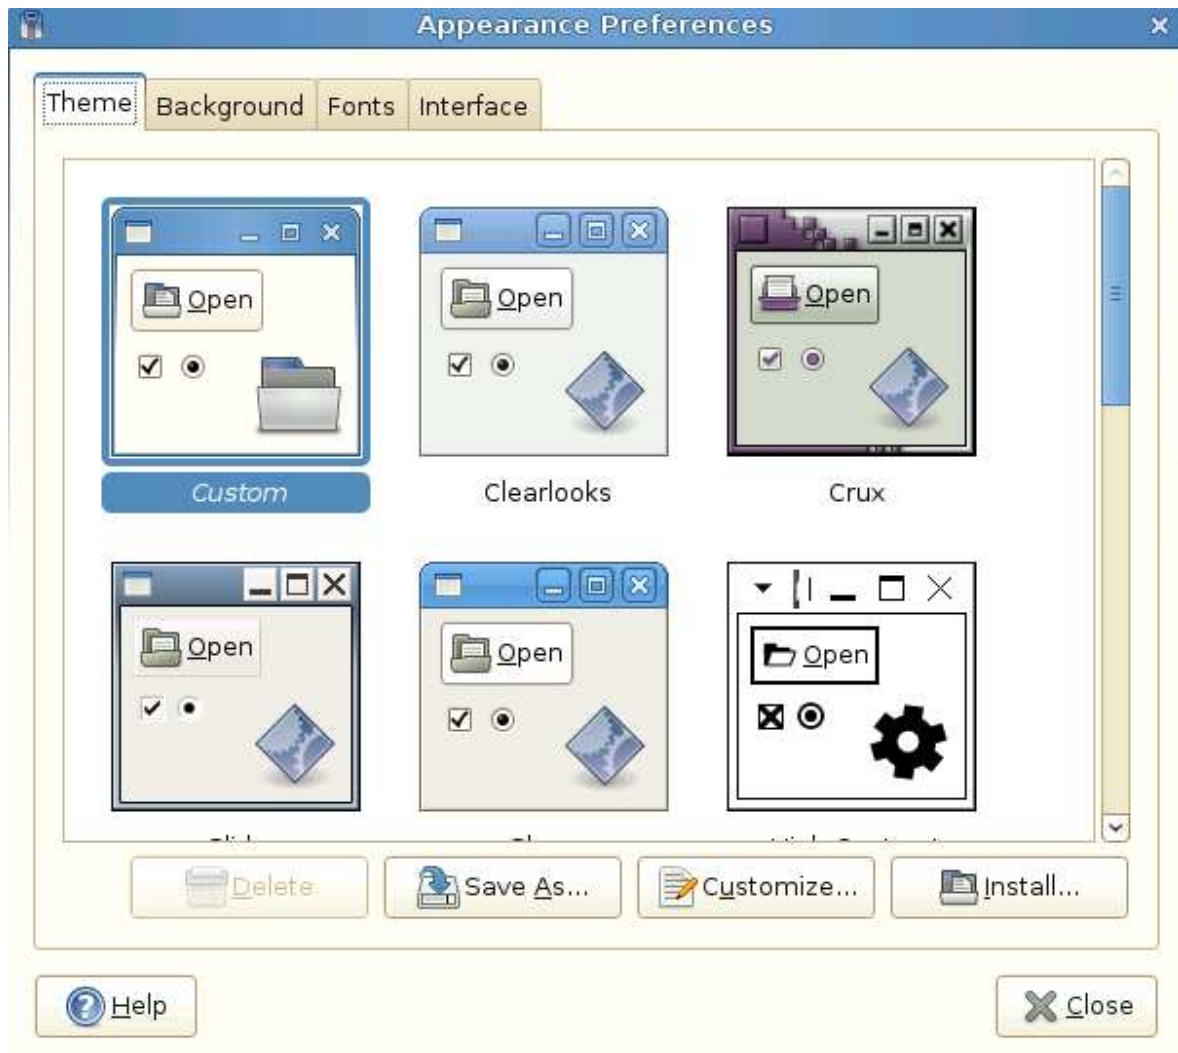 Appearance Preferences
Theme Background Fonts Interface
Open Open Open
Custom Clearlooks Crux
Open Open Open
Delete Save As... Customize... Install...
Help Close